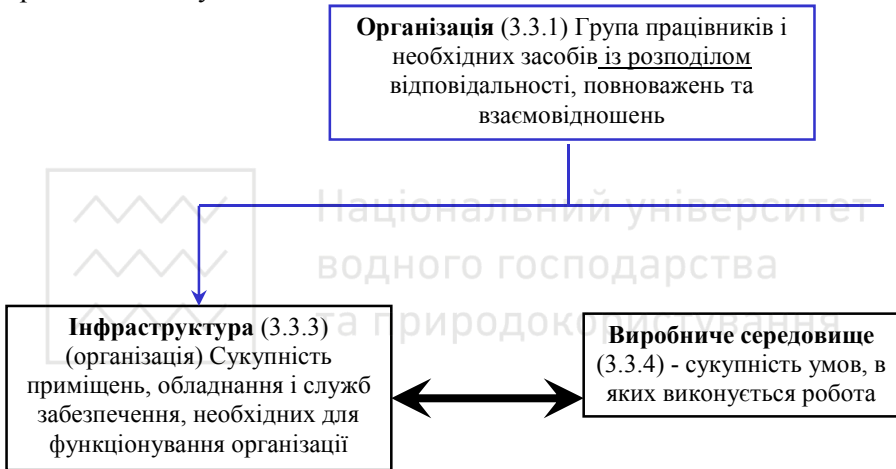 Організація (3.3.1) Група працівників і
необхідних засобів із розподілом
відповідальності, повноважень та
взаємовідношень
Національний університет
водного господарства
та природокористування
Інфраструктура (3.3.3)
(організація) Сукупність
приміщень, обладнання і служб
забезпечення, необхідних для
функціонування організації
Виробниче середовище
(3.3.4) - сукупність умов, в
яких виконується робота